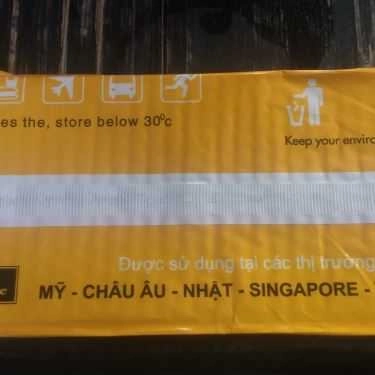 es the, store below 30⁰c
Keep your enviro
Được sử dụng tại các thị trường
MỸ - CHÂU ÂU - NHẬT - SINGAPORE -